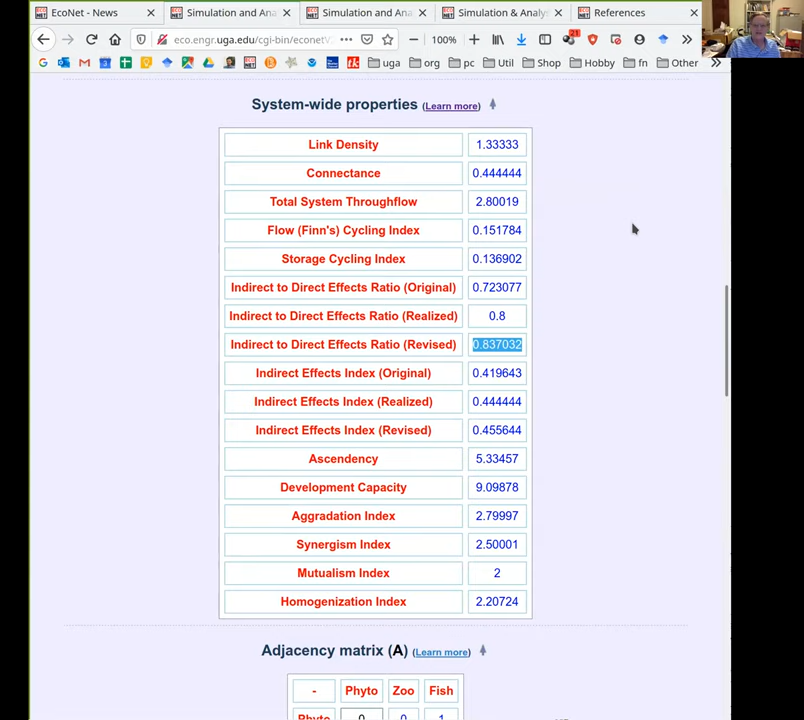 EcoNet - News
Simulation and Ana
Simulation and Ana
Simulation & Analy
References
eco.engr.uga.edu/cgi-bin/econet
100%
21
uga
org
pc
Util
Shop
Hobby
fn
Other
System-wide properties (Learn more)
Link Density 1.33333
Connectance 0.444444
Total System Throughflow 2.80019
Flow (Finn's) Cycling Index 0.151784
Storage Cycling Index 0.136902
Indirect to Direct Effects Ratio (Original) 0.723077
Indirect to Direct Effects Ratio (Realized) 0.8
Indirect to Direct Effects Ratio (Revised) 0.837032
Indirect Effects Index (Original) 0.419643
Indirect Effects Index (Realized) 0.444444
Indirect Effects Index (Revised) 0.455644
Ascendency 5.33457
Development Capacity 9.09878
Aggradation Index 2.79997
Synergism Index 2.50001
Mutualism Index 2
Homogenization Index 2.20724
Adjacency matrix (A) (Learn more)
- Phyto Zoo Fish
Phyto 0 0 1